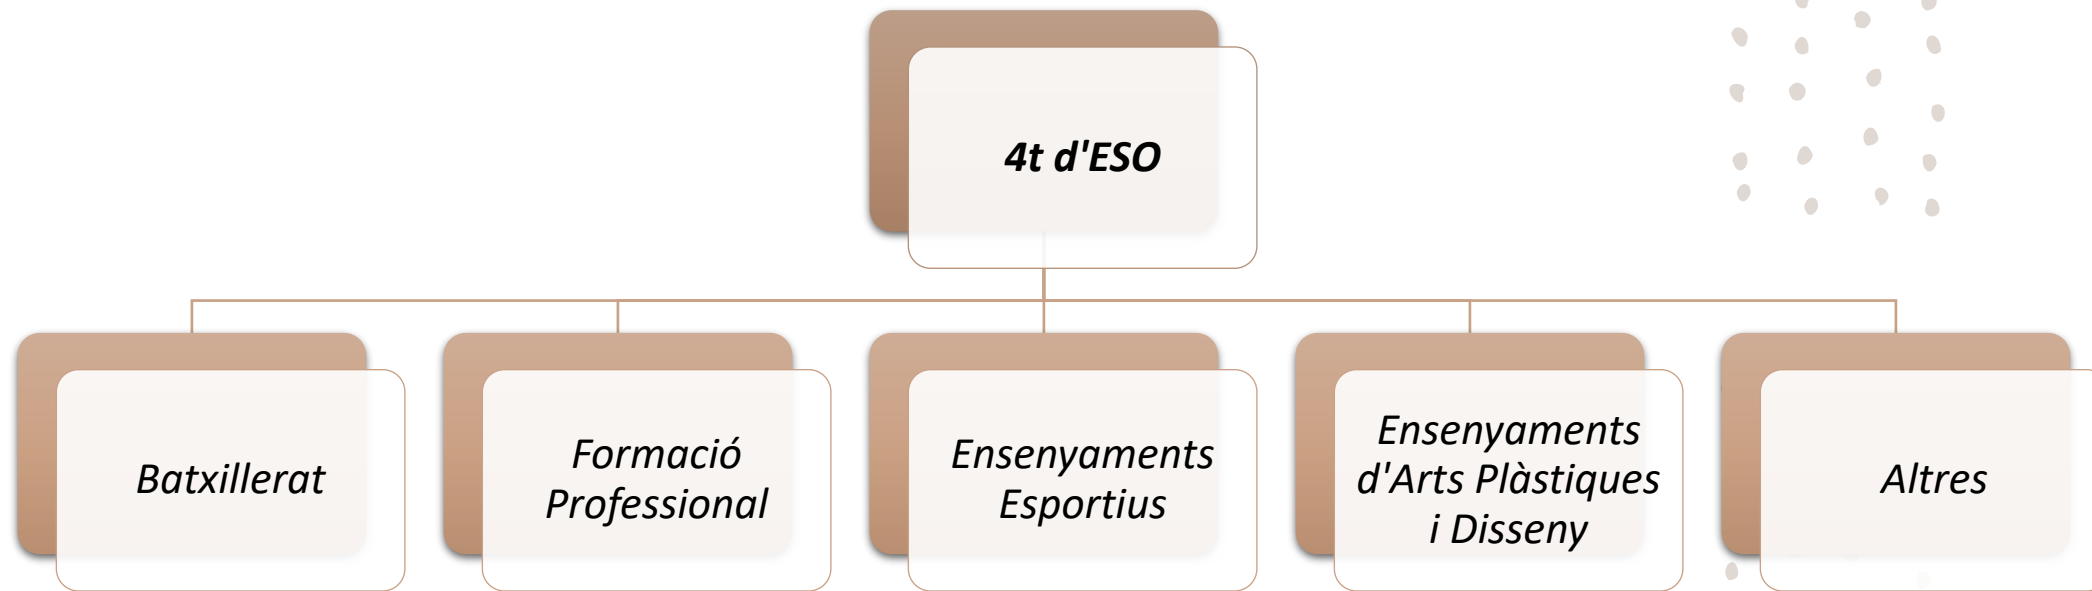 4t d'ESO
Batxillerat
Formació
Professional
Ensenyaments
Esportius
Ensenyaments
d'Arts Plàstiques
i Disseny
Altres